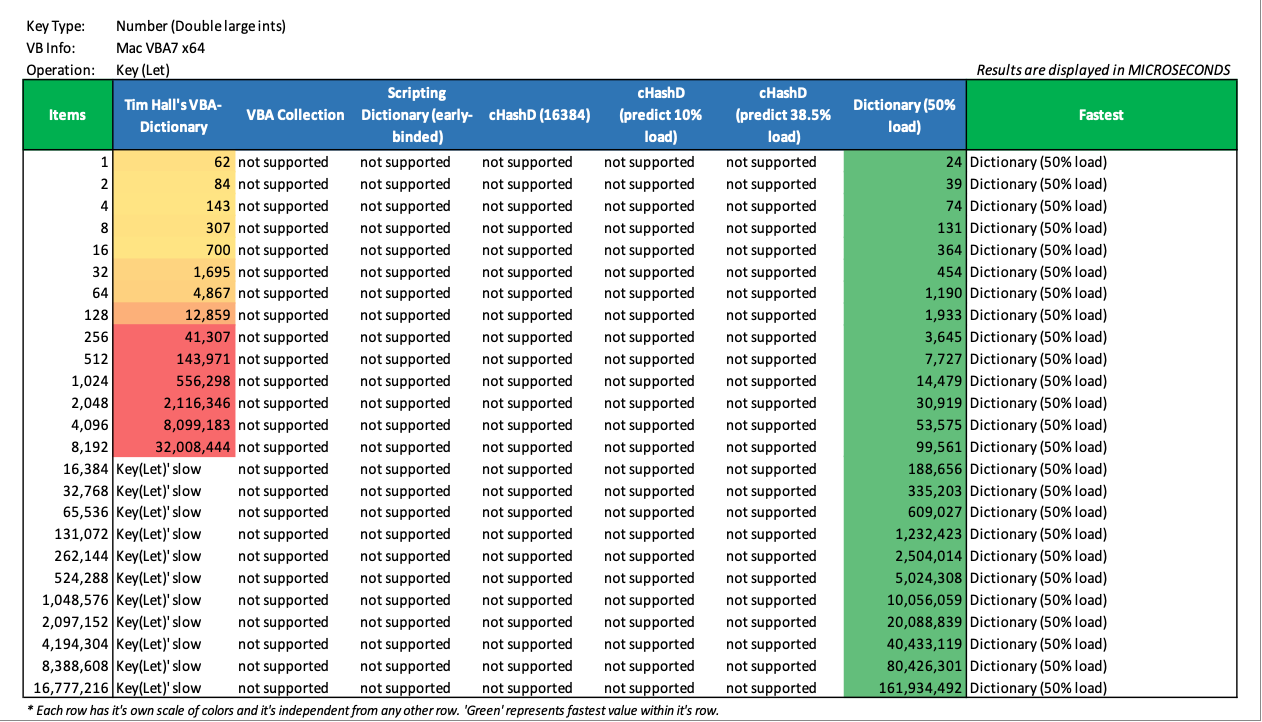 Key Type: Number (Double large ints)
VB Info: Mac VBA7 x64
Operation: Key (Let) Results are displayed in MICROSECONDS
Items Tim Hall's VBA-Dictionary VBA Collection Scripting Dictionary (early-binded) cHashD (16384) cHashD (predict 10% load) cHashD (predict 38.5% load) Dictionary (50% load) Fastest
1 62 not supported not supported not supported not supported not supported 24 Dictionary (50% load)
2 84 not supported not supported not supported not supported not supported 39 Dictionary (50% load)
4 143 not supported not supported not supported not supported not supported 74 Dictionary (50% load)
8 307 not supported not supported not supported not supported not supported 131 Dictionary (50% load)
16 700 not supported not supported not supported not supported not supported 364 Dictionary (50% load)
32 1,695 not supported not supported not supported not supported not supported 454 Dictionary (50% load)
64 4,867 not supported not supported not supported not supported not supported 1,190 Dictionary (50% load)
128 12,859 not supported not supported not supported not supported not supported 1,933 Dictionary (50% load)
256 41,307 not supported not supported not supported not supported not supported 3,645 Dictionary (50% load)
512 143,971 not supported not supported not supported not supported not supported 7,727 Dictionary (50% load)
1,024 556,298 not supported not supported not supported not supported not supported 14,479 Dictionary (50% load)
2,048 2,116,346 not supported not supported not supported not supported not supported 30,919 Dictionary (50% load)
4,096 8,099,183 not supported not supported not supported not supported not supported 53,575 Dictionary (50% load)
8,192 32,008,444 not supported not supported not supported not supported not supported 99,561 Dictionary (50% load)
16,384 Key(Let)' slow not supported not supported not supported not supported not supported 188,656 Dictionary (50% load)
32,768 Key(Let)' slow not supported not supported not supported not supported not supported 335,203 Dictionary (50% load)
65,536 Key(Let)' slow not supported not supported not supported not supported not supported 609,027 Dictionary (50% load)
131,072 Key(Let)' slow not supported not supported not supported not supported not supported 1,232,423 Dictionary (50% load)
262,144 Key(Let)' slow not supported not supported not supported not supported not supported 2,504,014 Dictionary (50% load)
524,288 Key(Let)' slow not supported not supported not supported not supported not supported 5,024,308 Dictionary (50% load)
1,048,576 Key(Let)' slow not supported not supported not supported not supported not supported 10,056,059 Dictionary (50% load)
2,097,152 Key(Let)' slow not supported not supported not supported not supported not supported 20,088,839 Dictionary (50% load)
4,194,304 Key(Let)' slow not supported not supported not supported not supported not supported 40,433,119 Dictionary (50% load)
8,388,608 Key(Let)' slow not supported not supported not supported not supported not supported 80,426,301 Dictionary (50% load)
16,777,216 Key(Let)' slow not supported not supported not supported not supported not supported 161,934,492 Dictionary (50% load)
* Each row has it's own scale of colors and it's independent from any other row. 'Green' represents fastest value within it's row.